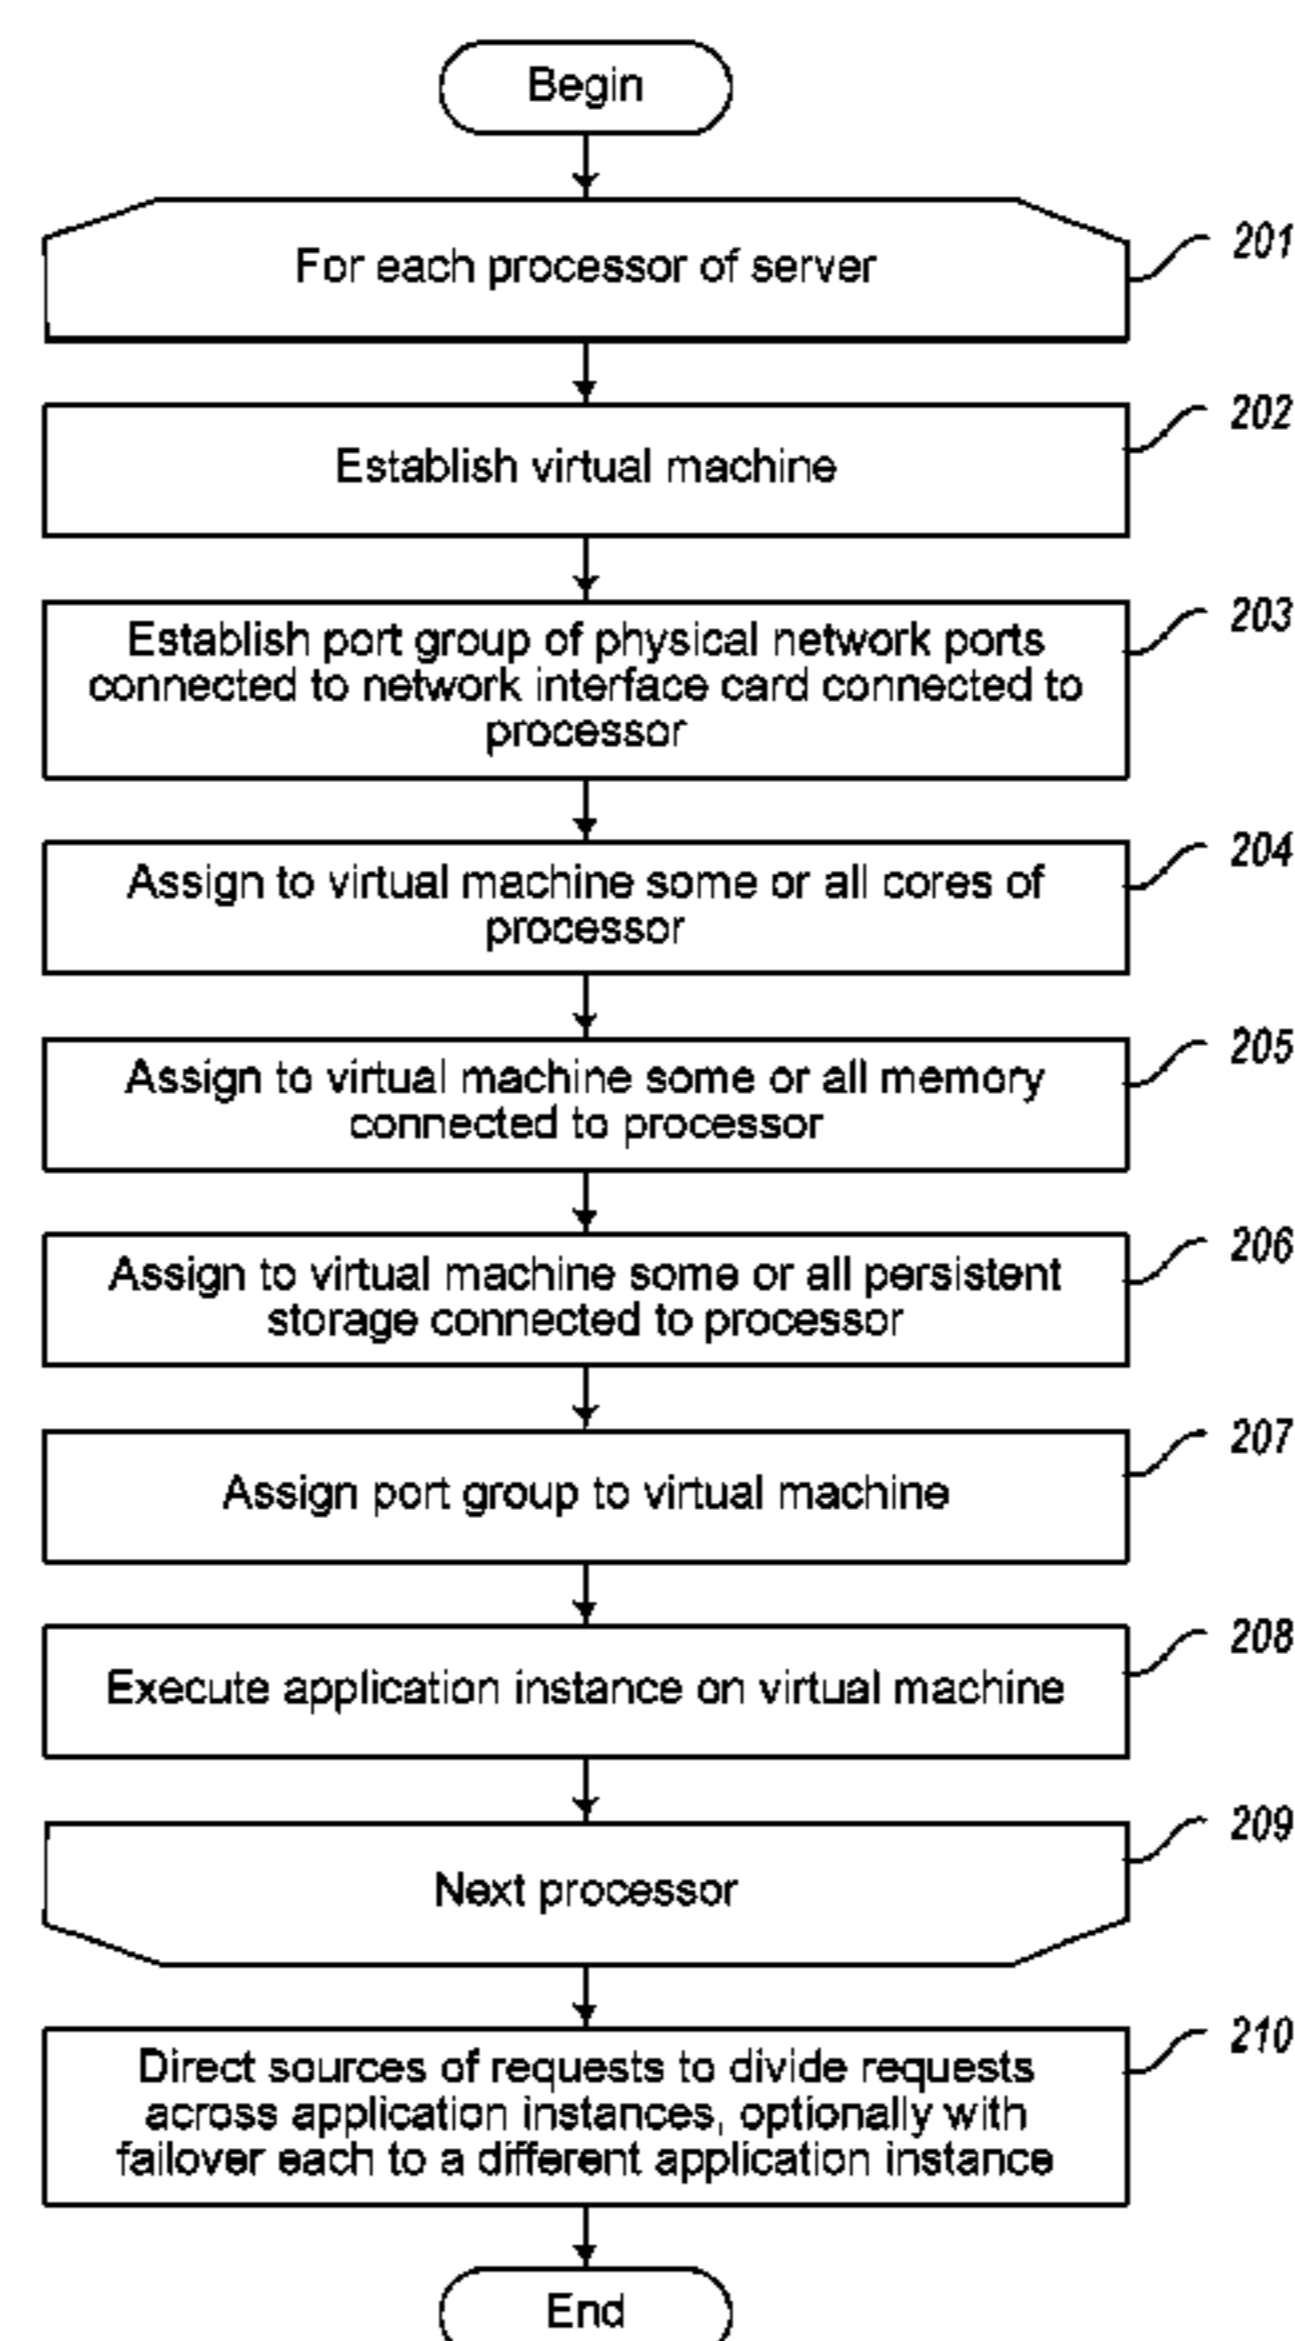 Begin
For each processor of server
201
Establish virtual machine
202
Establish port group of physical network ports
connected to network interface card connected to
processor
203
Assign to virtual machine some or all cores of
processor
204
Assign to virtual machine some or all memory
connected to processor
205
Assign to virtual machine some or all persistent
storage connected to processor
206
Assign port group to virtual machine
207
Execute application instance on virtual machine
208
Next processor
209
Direct sources of requests to divide requests
across application instances, optionally with
failover each to a different application instance
210
End